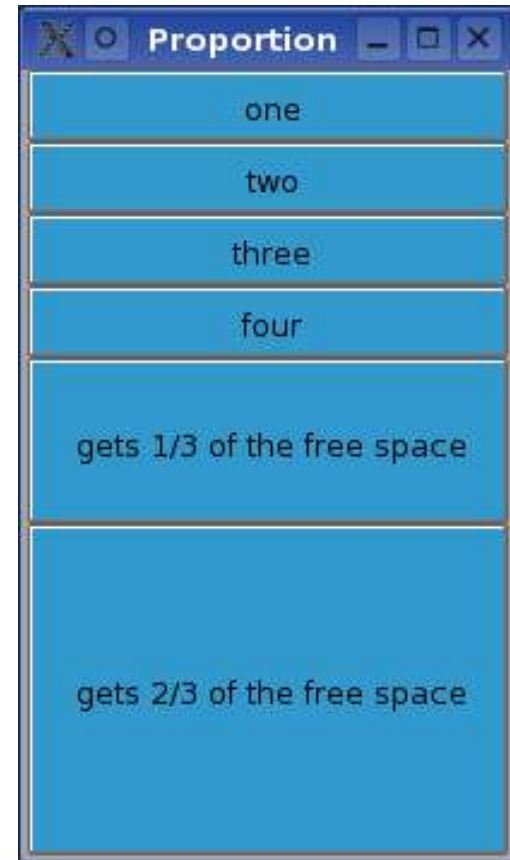 Proportion
one
two
three
four
gets 1/3 of the free space
gets 2/3 of the free space